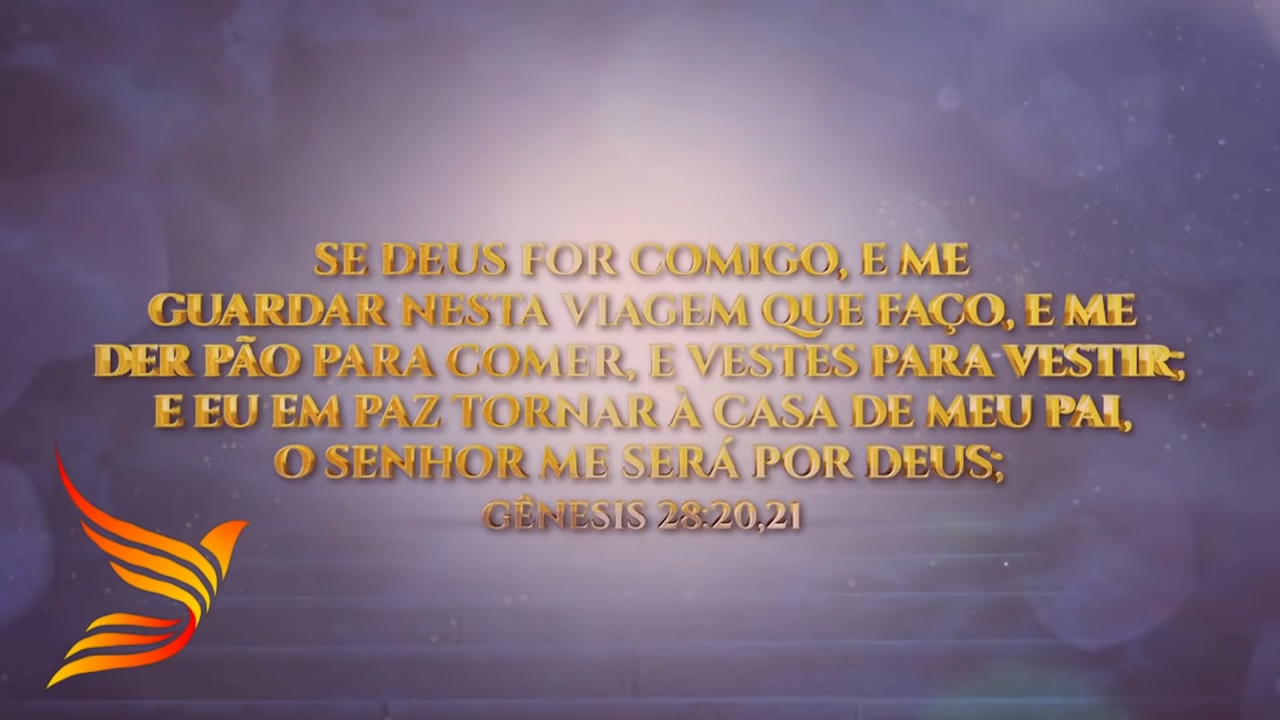 SE DEUS FOR COMIGO, E ME
GUARDAR NESTA VIAGEM QUE FAÇO, E ME
DER PÃO PARA COMER, E VESTES PARA VESTIR;
E EU EM PAZ TORNAR À CASA DE MEU PAI,
O SENHOR ME SERÁ POR DEUS;
GÊNESIS 28:20,21